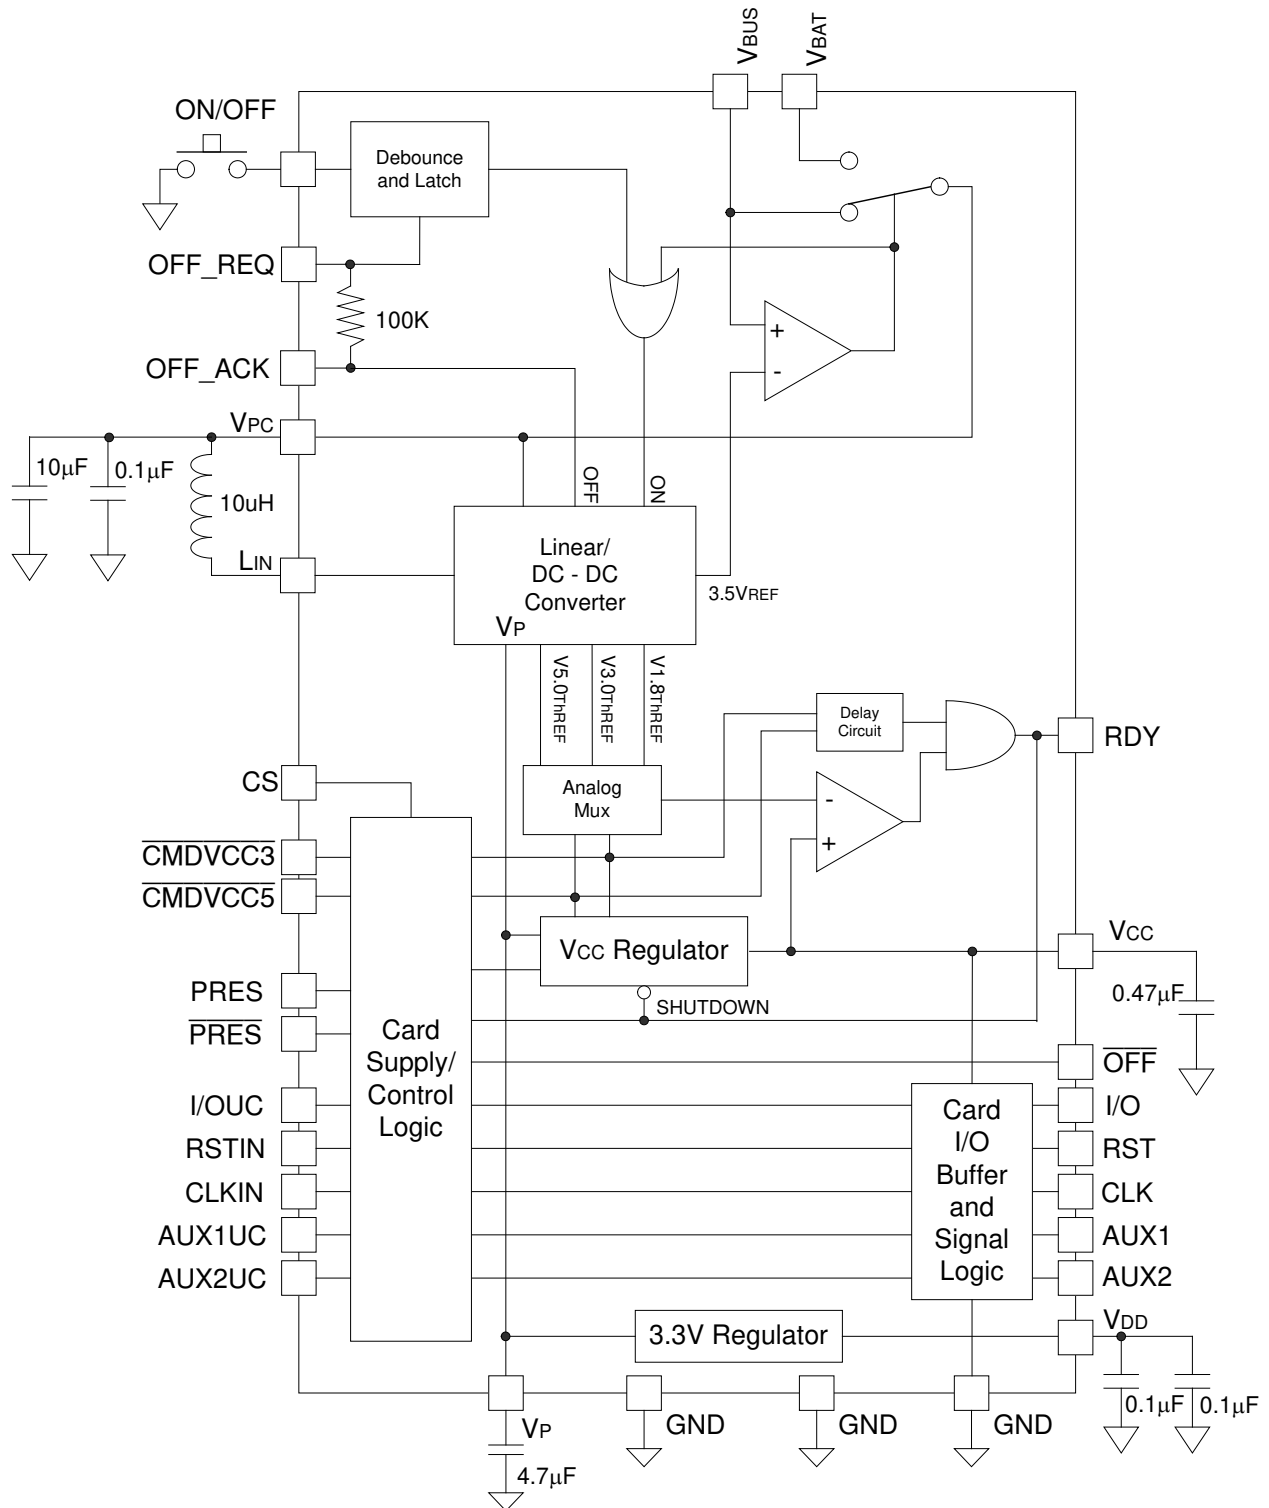 VBUS
VBAT
ON/OFF
Debounce
and Latch
OFF_REQ
100K
+
-
OFF_ACK
VPC
10µF
0.1µF
10uH
OFF
ON
LIN
Linear/
DC - DC
Converter
VP
3.5VREF
V5.0ThREF
V3.0ThREF
V1.8ThREF
Delay
Circuit
RDY
CS
Analog
Mux
-
+
CMDVCC3
CMDVCC5
VCC Regulator
VCC
0.47µF
SHUTDOWN
PRES
PRES
Card
Supply/
Control
Logic
OFF
I/OUC
RSTIN
CLKIN
AUX1UC
AUX2UC
Card
I/O
Buffer
and
Signal
Logic
I/O
RST
CLK
AUX1
AUX2
3.3V Regulator
VDD
0.1µF
0.1µF
VP
4.7µF
GND
GND
GND